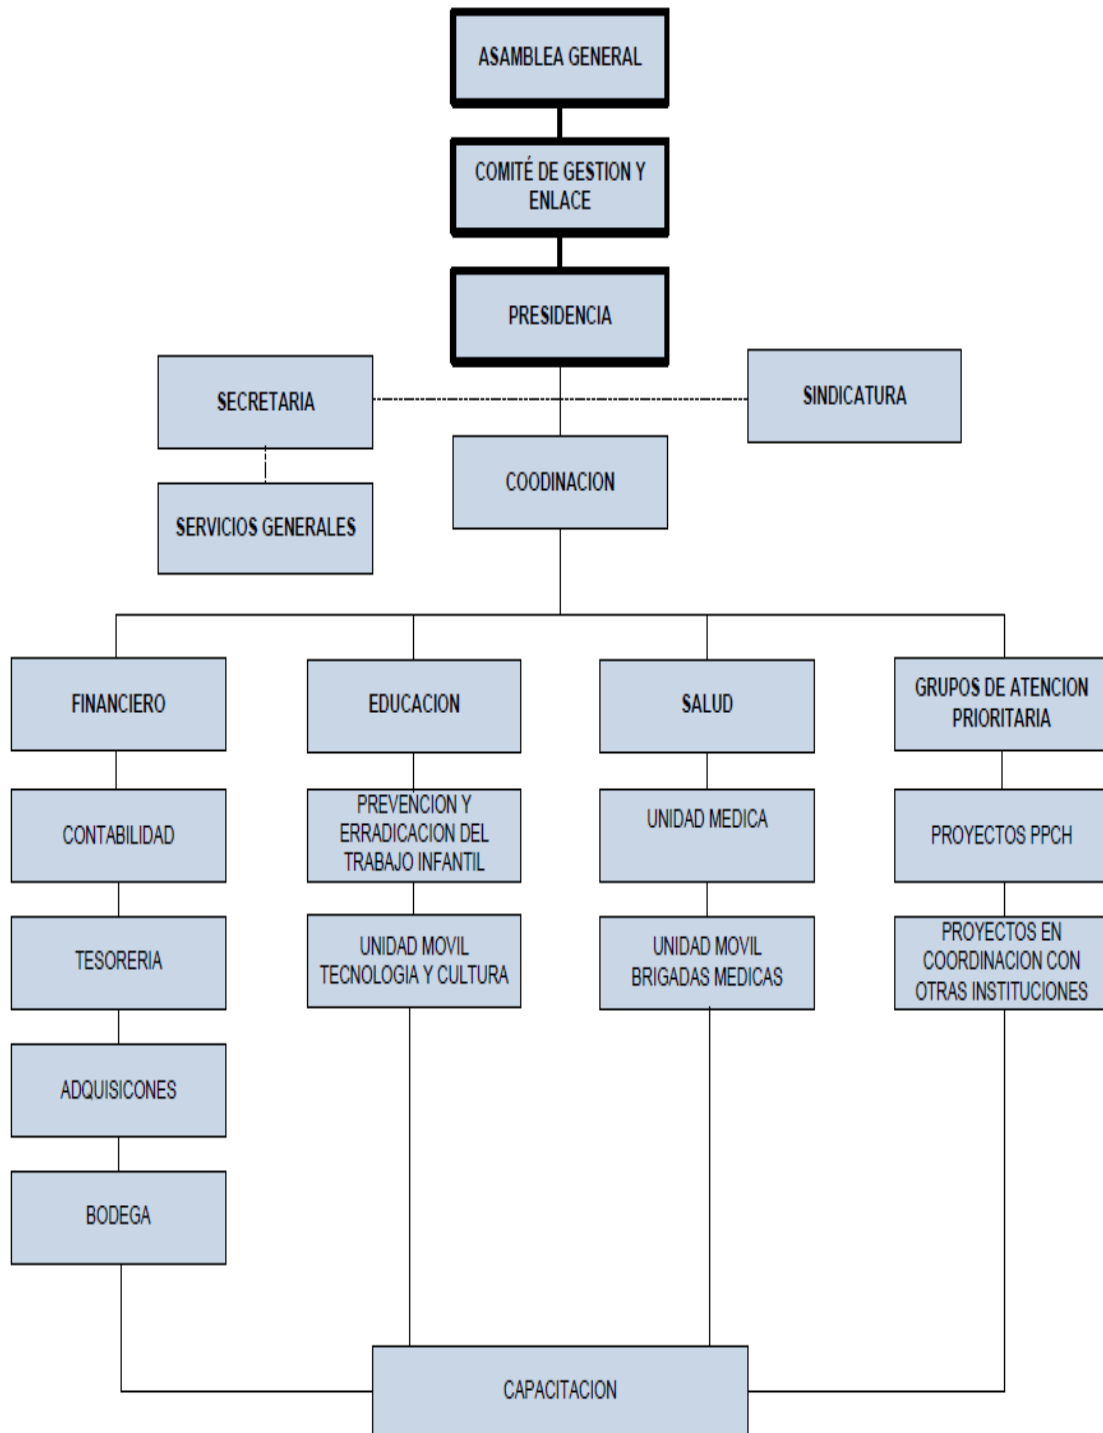 ASAMBLEA GENERAL
COMITÉ DE GESTION Y
ENLACE
PRESIDENCIA
SECRETARIA
SINDICATURA
COODINACION
SERVICIOS GENERALES
FINANCIERO
EDUCACION
SALUD
GRUPOS DE ATENCION
PRIORITARIA
CONTABILIDAD
PREVENCION Y
ERRADICACION DEL
TRABAJO INFANTIL
UNIDAD MEDICA
PROYECTOS PPCH
TESORERIA
UNIDAD MOVIL
TECNOLOGIA Y CULTURA
UNIDAD MOVIL
BRIGADAS MEDICAS
PROYECTOS EN
COORDINACION CON
OTRAS INSTITUCIONES
ADQUISICONES
BODEGA
CAPACITACION